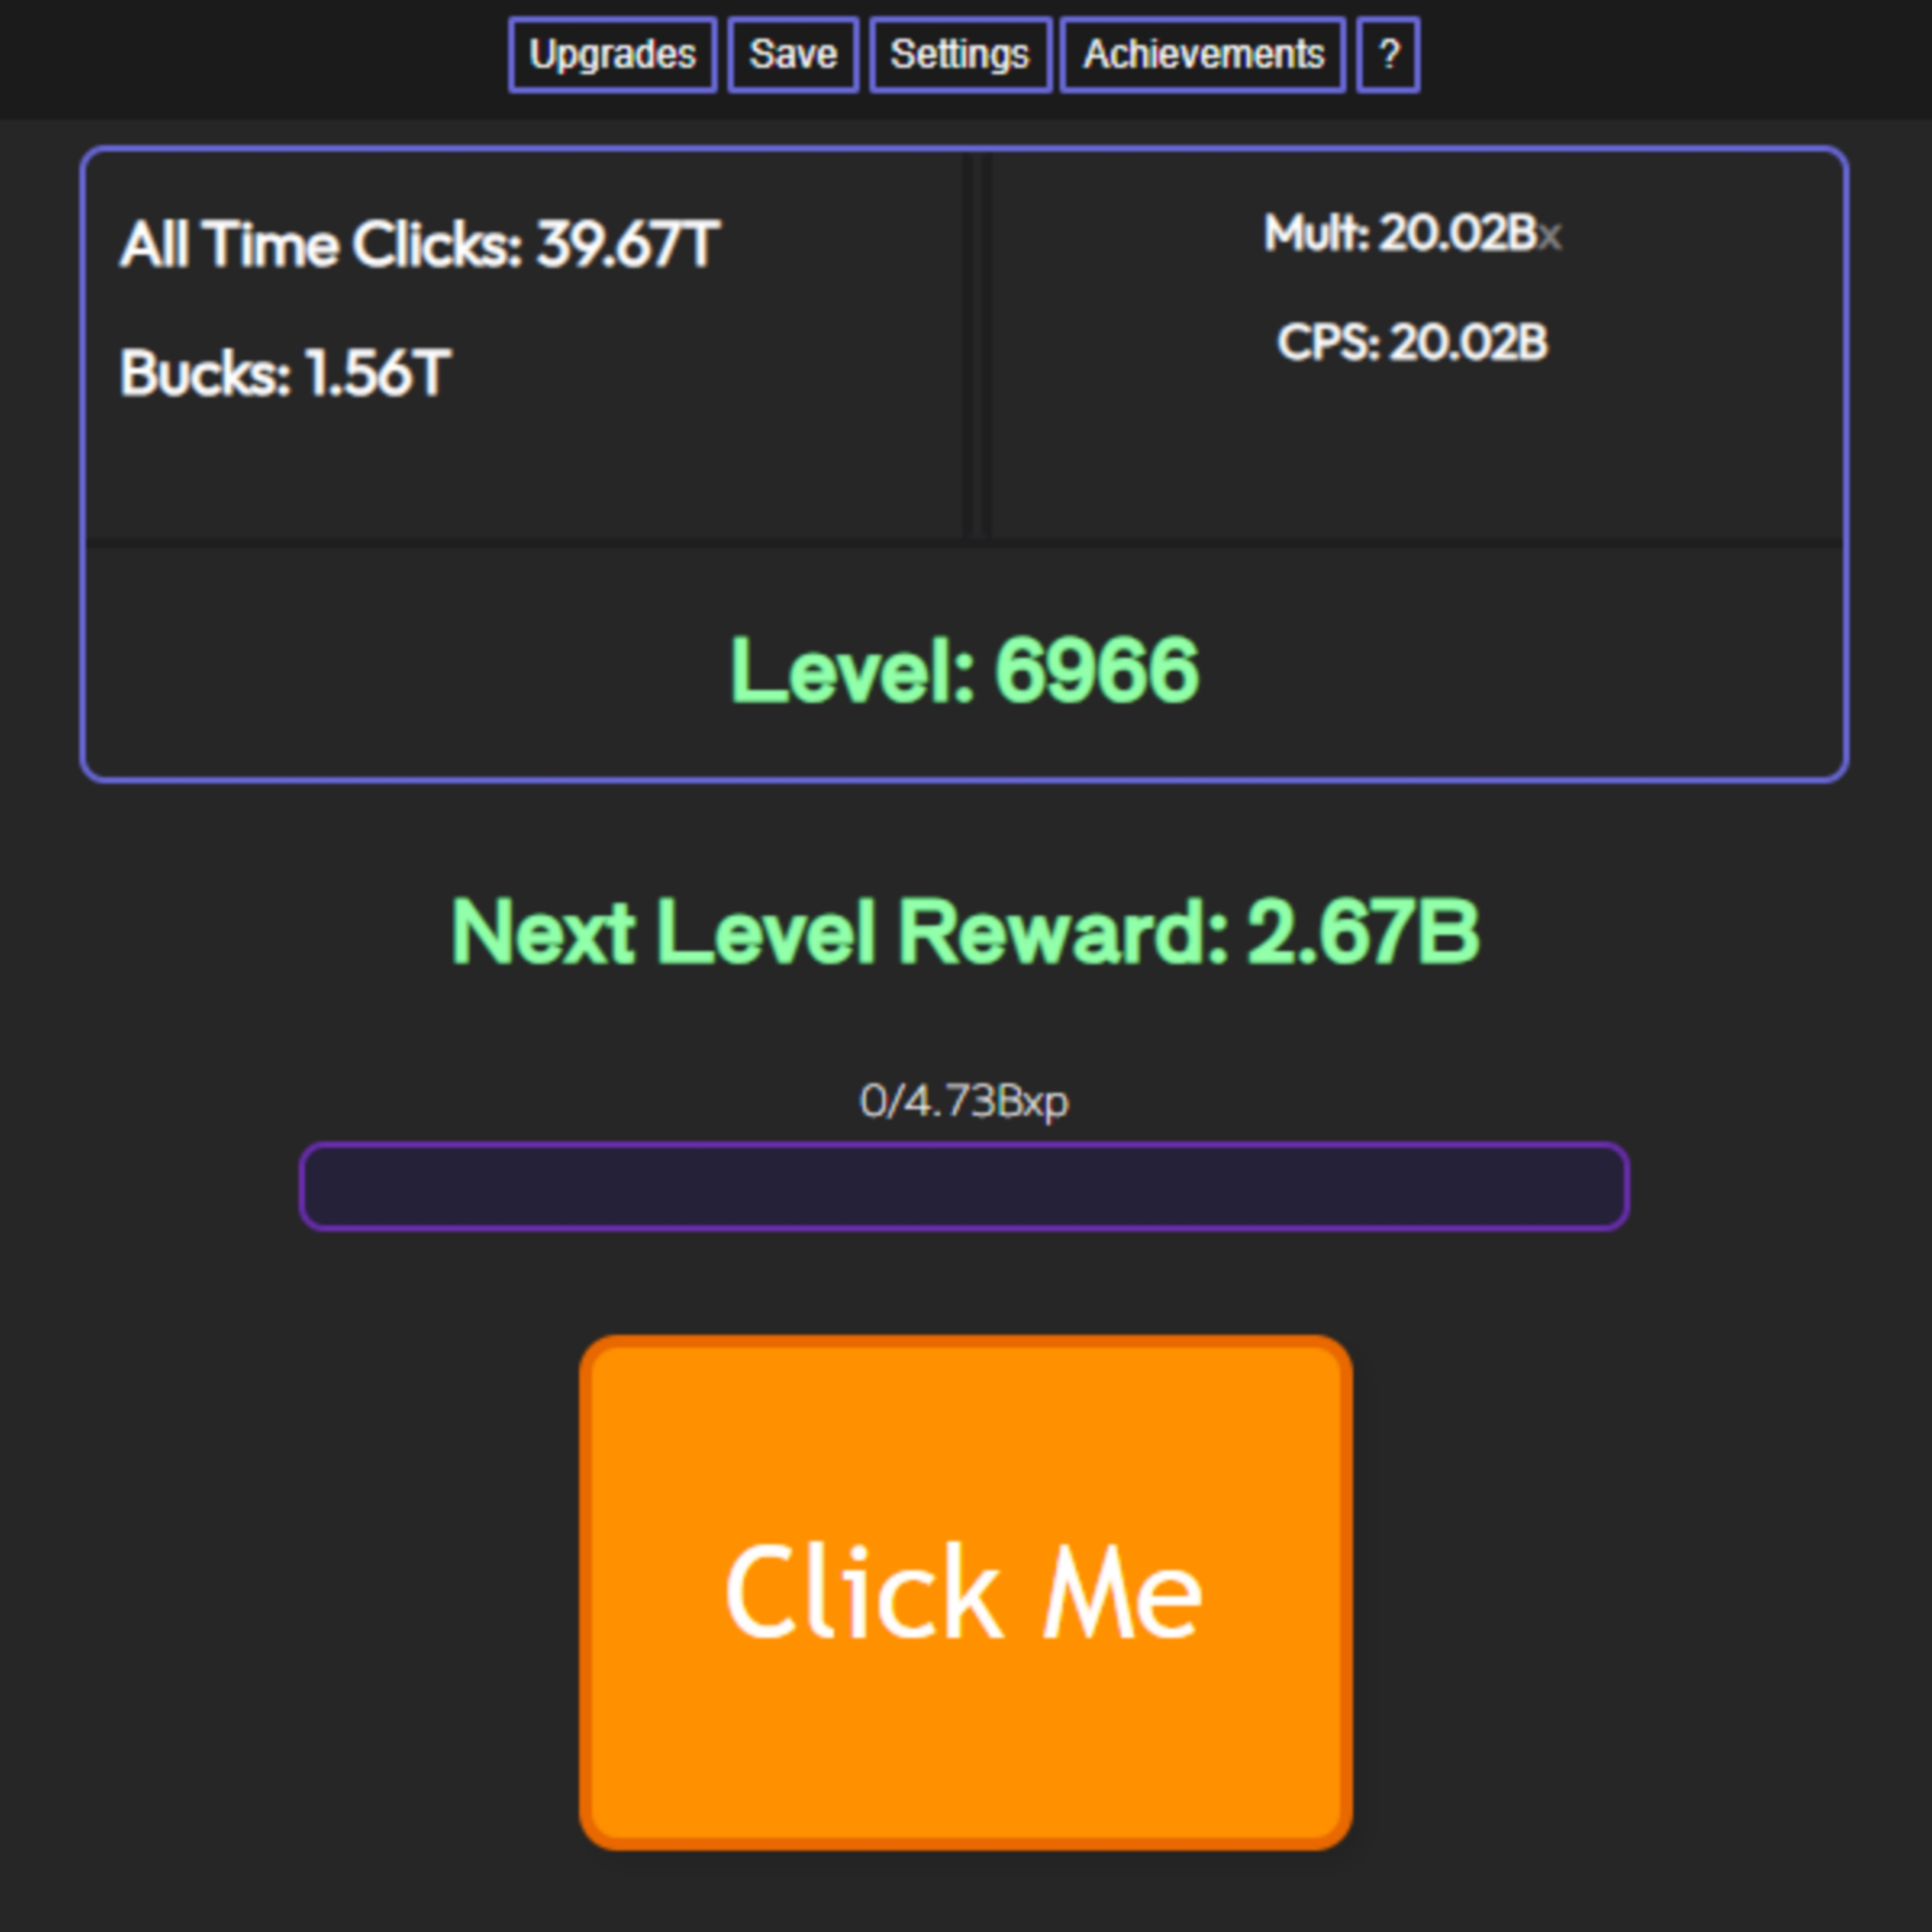 Upgrades Save Settings Achievements ?
All Time Clicks: 39.67T
Bucks: 1.56T
Mult: 20.02Bx
CPS: 20.02B
Level: 6966
Next Level Reward: 2.67B
0/4.73Bxp
Click Me